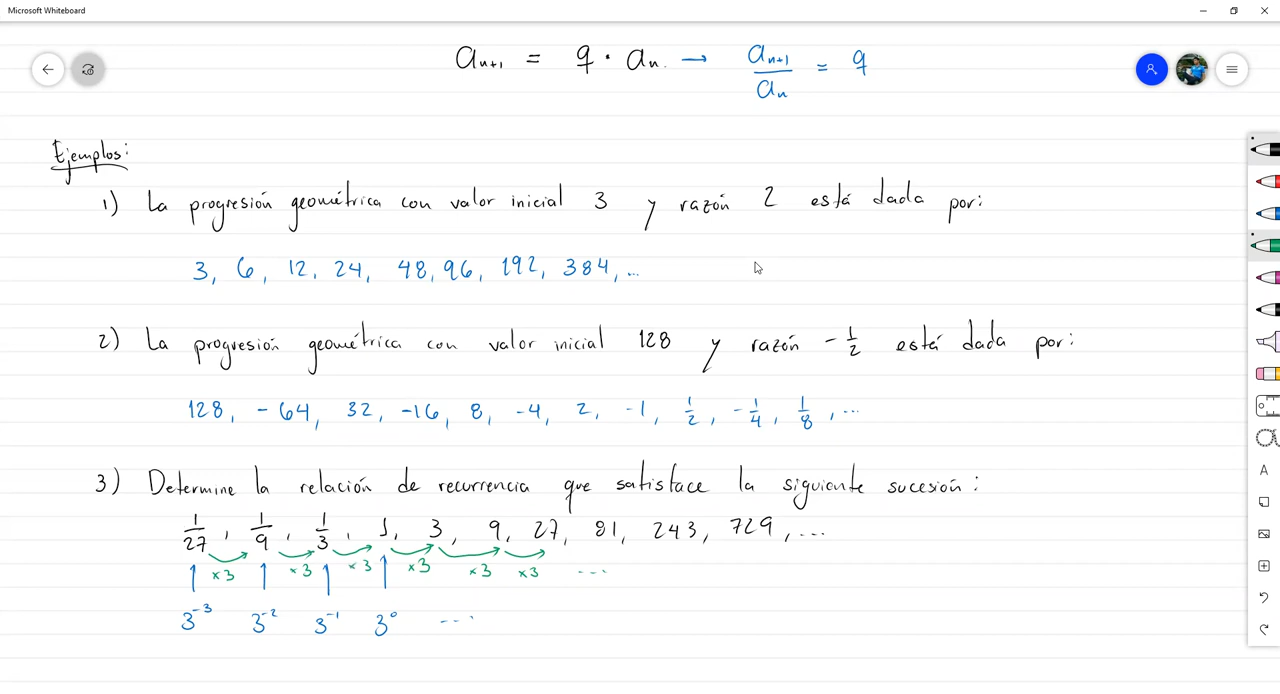 Microsoft Whiteboard
aₙ₊₁ = q · aₙ. → aₙ₊₁/aₙ = q
Ejemplos:
1) La progresión geométrica con valor inicial 3 y razón 2 está dada por:
3, 6, 12, 24, 48, 96, 192, 384, ...
2) La progresión geométrica con valor inicial 128 y razón -1/2 está dada por:
128, -64, 32, -16, 8, -4, 2, -1, 1/2, -1/4, 1/8, ...
3) Determine la relación de recurrencia que satisface la siguiente sucesión:
1/27, 1/9, 1/3, 1, 3, 9, 27, 81, 243, 729, ...
×3 ×3 ×3 ×3 ×3 ×3 ...
3⁻³ 3⁻² 3⁻¹ 3⁰ ...
A